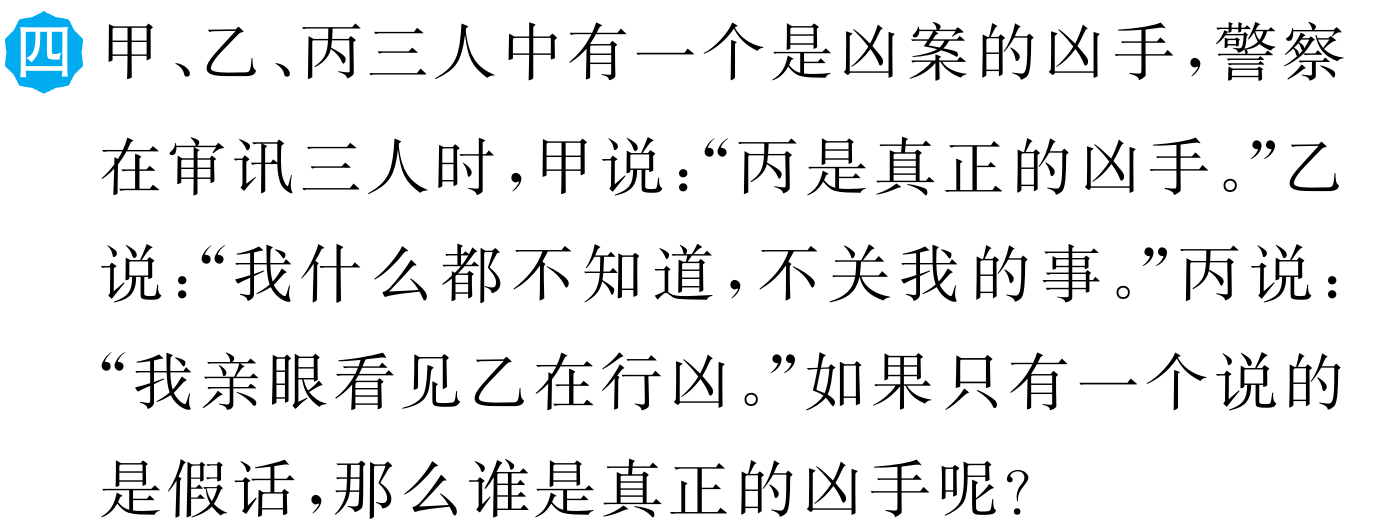 四 甲、乙、丙三人中有一个是凶案的凶手,警察
在审讯三人时,甲说:“丙是真正的凶手。”乙
说:“我什么都不知道,不关我的事。”丙说:
“我亲眼看见乙在行凶。”如果只有一个说的
是假话,那么谁是真正的凶手呢?